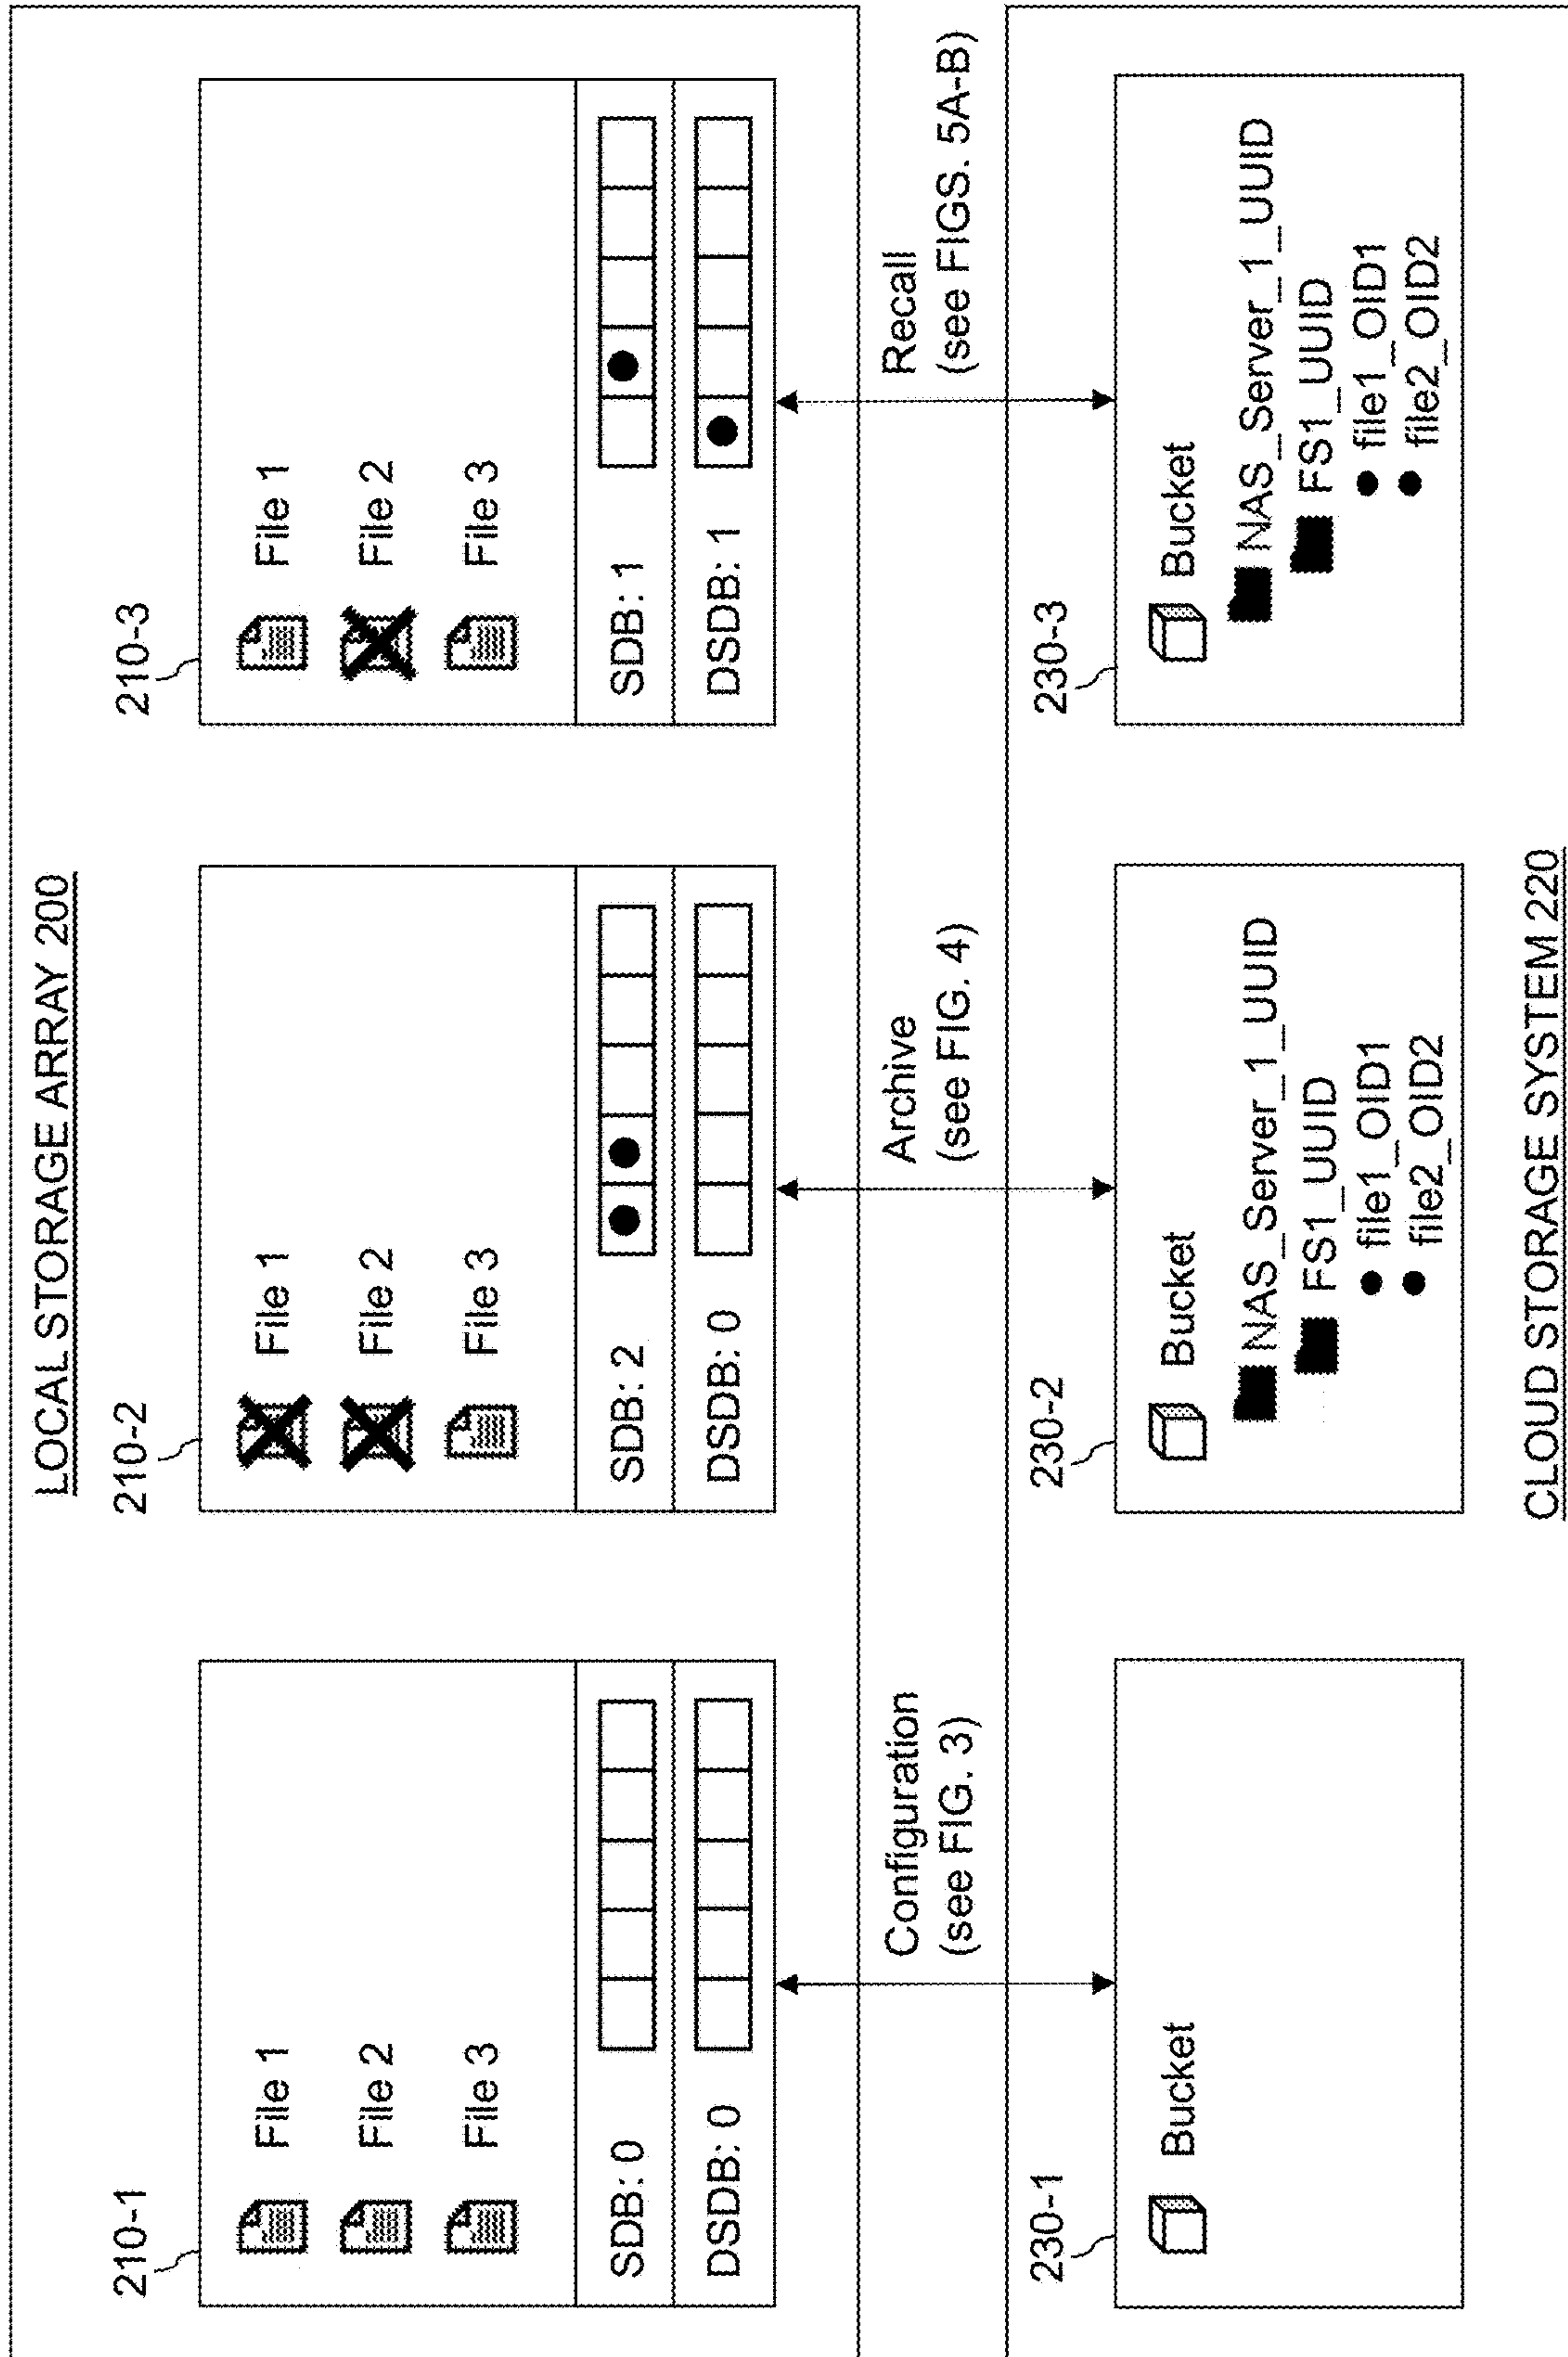 LOCAL STORAGE ARRAY 200
210-1
File 1
File 2
File 3
SDB: 0
DSDB: 0
210-2
File 1
File 2
File 3
SDB: 2
DSDB: 0
210-3
File 1
File 2
File 3
SDB: 1
DSDB: 1
Configuration
(see FIG. 3)
Archive
(see FIG. 4)
Recall
(see FIGS. 5A-B)
230-1
Bucket
230-2
Bucket
NAS_Server_1_UUID
FS1_UUID
file1_OID1
file2_OID2
230-3
Bucket
NAS_Server_1_UUID
FS1_UUID
file1_OID1
file2_OID2
CLOUD STORAGE SYSTEM 220